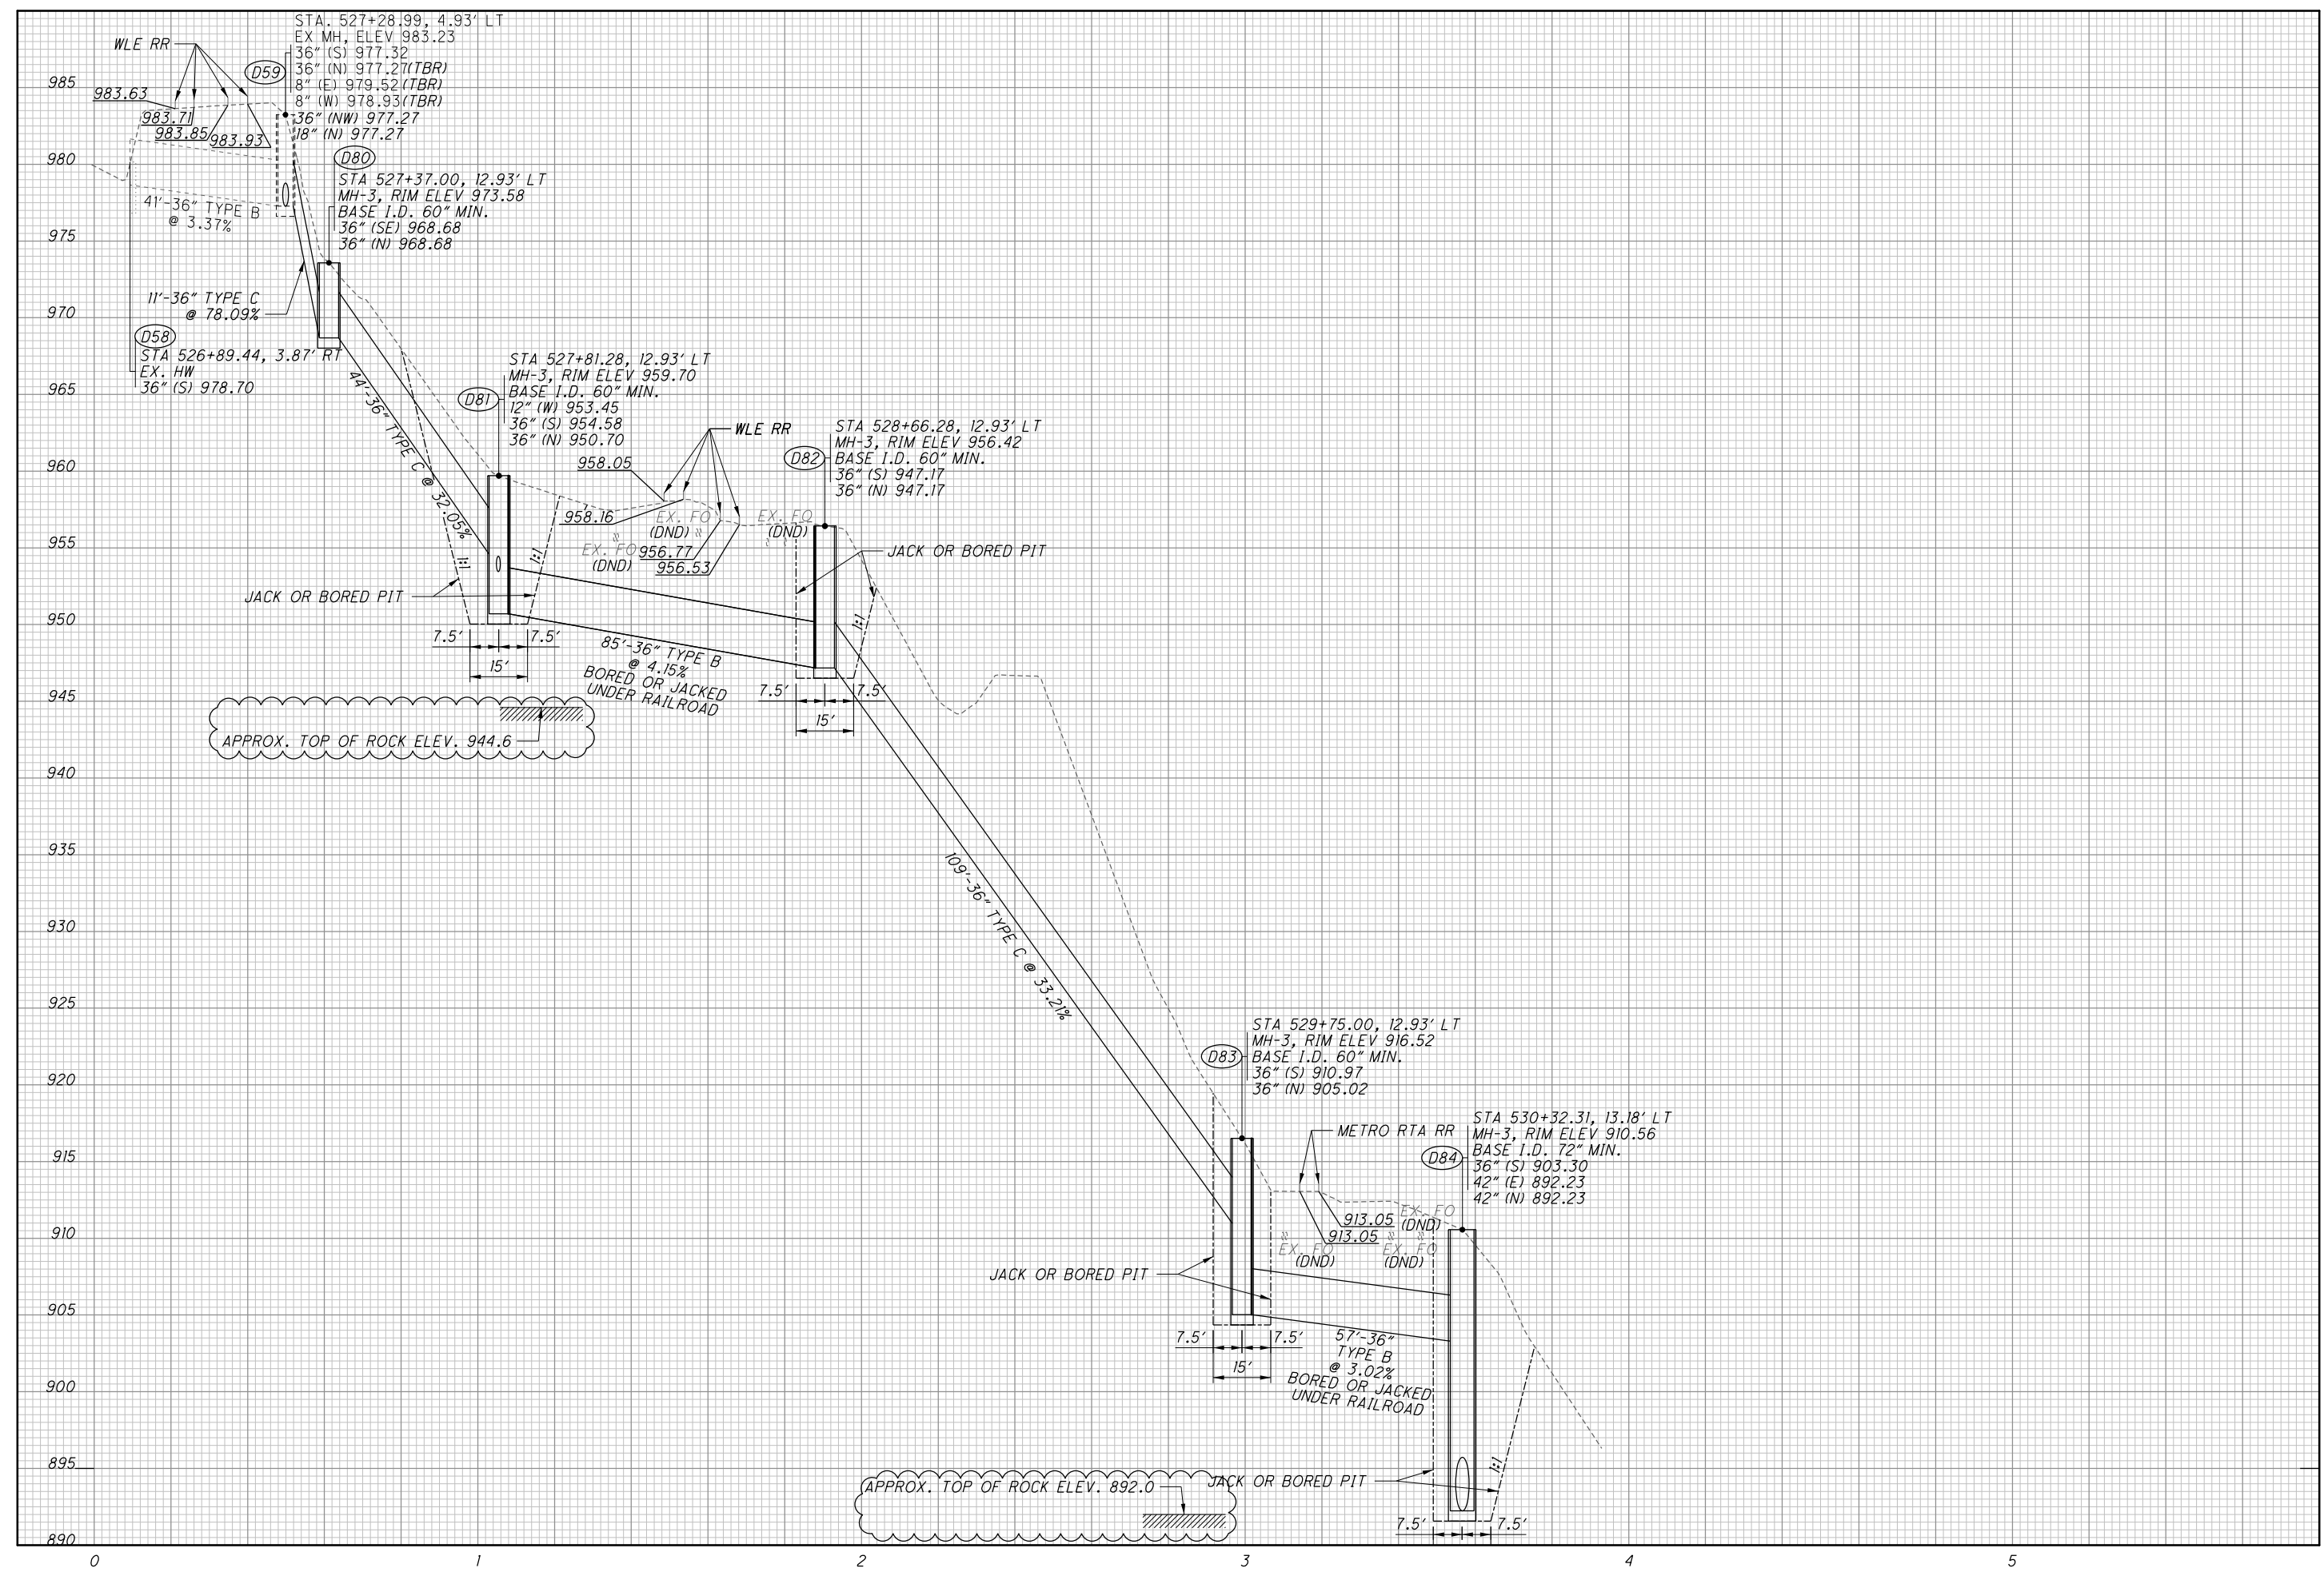 STA. 527+28.99, 4.93' LT
EX MH, ELEV 983.23
36" (S) 977.32
36" (N) 977.27(TBR)
8" (E) 979.52(TBR)
8" (W) 978.93(TBR)
36" (NW) 977.27
18" (N) 977.27
D59
WLE RR
983.63
983.71
983.85
983.93
D80
STA 527+37.00, 12.93' LT
MH-3, RIM ELEV 973.58
BASE I.D. 60" MIN.
36" (SE) 968.68
36" (N) 968.68
41'-36" TYPE B
@ 3.37%
11'-36" TYPE C
@ 78.09%
D58
STA 526+89.44, 3.87' RT
EX. HW
36" (S) 978.70
44'-36" TYPE C @ 32.05%
D81
STA 527+81.28, 12.93' LT
MH-3, RIM ELEV 959.70
BASE I.D. 60" MIN.
12" (W) 953.45
36" (S) 954.58
36" (N) 950.70
WLE RR
958.05
958.16
956.77
956.53
EX. FO
(DND)
EX. FO
(DND)
EX. FO
(DND)
D82
STA 528+66.28, 12.93' LT
MH-3, RIM ELEV 956.42
BASE I.D. 60" MIN.
36" (S) 947.17
36" (N) 947.17
JACK OR BORED PIT
JACK OR BORED PIT
1:1
1:1
1:1
7.5'
7.5'
15'
85'-36" TYPE B
@ 4.15%
BORED OR JACKED
UNDER RAILROAD
7.5'
7.5'
15'
APPROX. TOP OF ROCK ELEV. 944.6
109'-36" TYPE C @ 33.21%
D83
STA 529+75.00, 12.93' LT
MH-3, RIM ELEV 916.52
BASE I.D. 60" MIN.
36" (S) 910.97
36" (N) 905.02
METRO RTA RR
913.05
913.05
EX. FO
(DND)
EX. FO
(DND)
EX. FO
(DND)
D84
STA 530+32.31, 13.18' LT
MH-3, RIM ELEV 910.56
BASE I.D. 72" MIN.
36" (S) 903.30
42" (E) 892.23
42" (N) 892.23
JACK OR BORED PIT
7.5'
7.5'
15'
57'-36"
TYPE B
@ 3.02%
BORED OR JACKED
UNDER RAILROAD
JACK OR BORED PIT
1:1
7.5'
7.5'
APPROX. TOP OF ROCK ELEV. 892.0
985
980
975
970
965
960
955
950
945
940
935
930
925
920
915
910
905
900
895
890
0
1
2
3
4
5